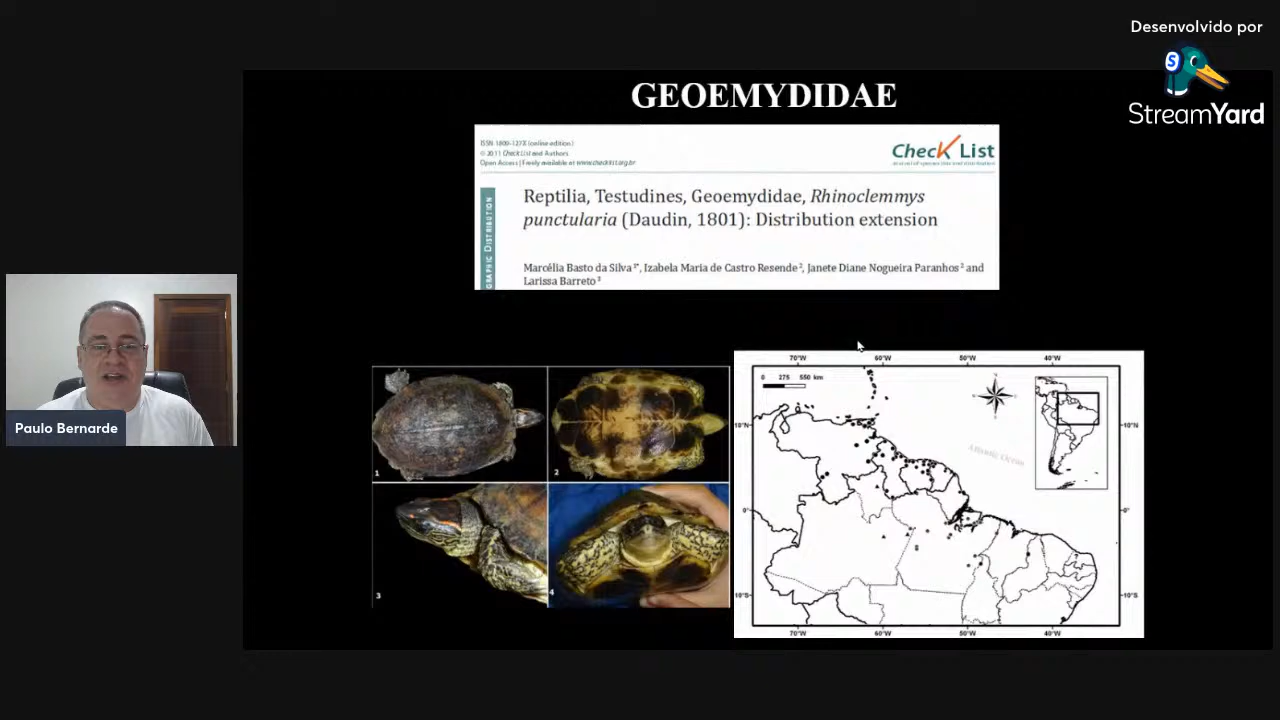 Desenvolvido por
StreamYard
GEOEMYDIDAE
ISSN 1809-127X (online edition)
© 2011 Check List and Authors
Open Access | Freely available at www.checklist.org.br
Check List
GRAPHIC DISTRIBUTION
Reptilia, Testudines, Geoemydidae, Rhinoclemmys
punctularia (Daudin, 1801): Distribution extension
Marcélia Basto da Silva 1*, Izabela Maria de Castro Resende 2, Janete Diane Nogueira Paranhos 2 and
Larissa Barreto 3
Paulo Bernarde
1
2
3
4
70°W 60°W 50°W 40°W
0 275 550 km
10°N 10°N
Atlantic Ocean
0° 0°
10°S 10°S
70°W 60°W 50°W 40°W